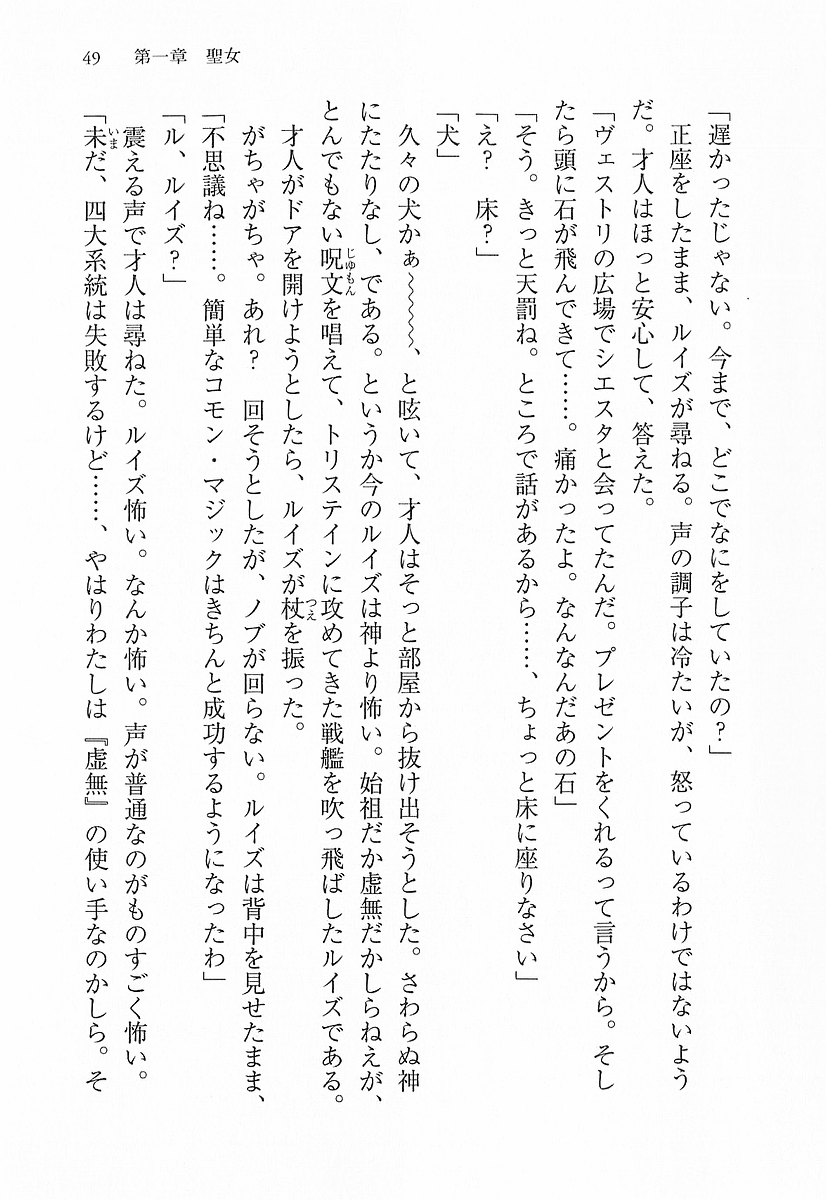 49　第一章　聖女
「遅かったじゃない。今まで、どこでなにをしていたの？」
正座をしたまま、ルイズが尋ねる。声の調子は冷たいが、怒っているわけではないよう
だ。才人はほっと安心して、答えた。
「ヴェストリの広場でシエスタと会ってたんだ。プレゼントをくれるって言うから。そし
たら頭に石が飛んできて……。痛かったよ。なんなんだあの石」
「そう。きっと天罰ね。ところで話があるから……、ちょっと床に座りなさい」
「え？　床？」
「犬」
久々の犬かぁ～～～～、と呟いて、才人はそっと部屋から抜け出そうとした。さわらぬ神
にたたりなし、である。というか今のルイズは神より怖い。始祖だか虚無だかしらねえが、
とんでもない呪文を唱えて、トリステインに攻めてきた戦艦を吹っ飛ばしたルイズである。
才人がドアを開けようとしたら、ルイズが杖を振った。
がちゃがちゃ。あれ？　回そうとしたが、ノブが回らない。ルイズは背中を見せたまま、
「不思議ね……。簡単なコモン・マジックはきちんと成功するようになったわ」
「ル、ルイズ？」
震える声で才人は尋ねた。ルイズ怖い。なんか怖い。声が普通なのがものすごく怖い。
「未だ、四大系統は失敗するけど……、やはりわたしは『虚無』の使い手なのかしら。そ